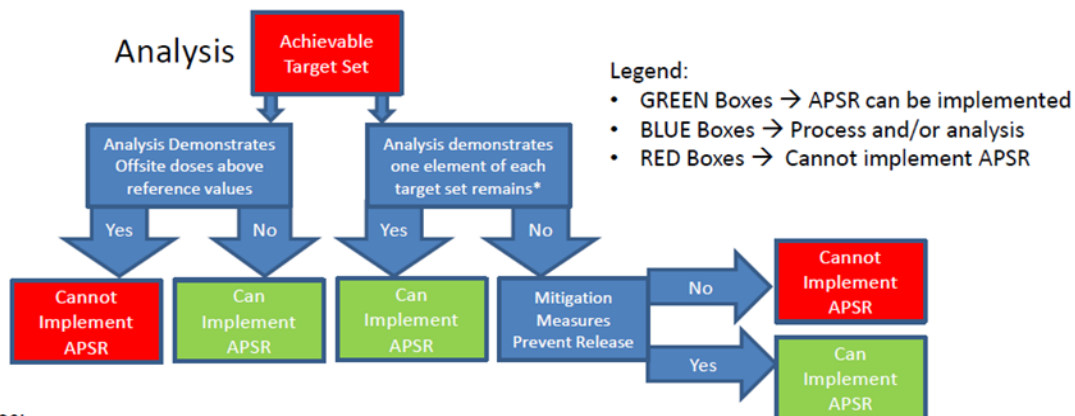 Analysis
Achievable
Target Set
Legend:
• GREEN Boxes → APSR can be implemented
• BLUE Boxes → Process and/or analysis
• RED Boxes → Cannot implement APSR
Analysis Demonstrates
Offsite doses above
reference values
Analysis demonstrates
one element of each
target set remains*
Yes
No
Yes
No
Cannot
Implement
APSR
Can
Implement
APSR
Can
Implement
APSR
Mitigation
Measures
Prevent Release
No
Yes
Cannot
Implement
APSR
Can
Implement
APSR